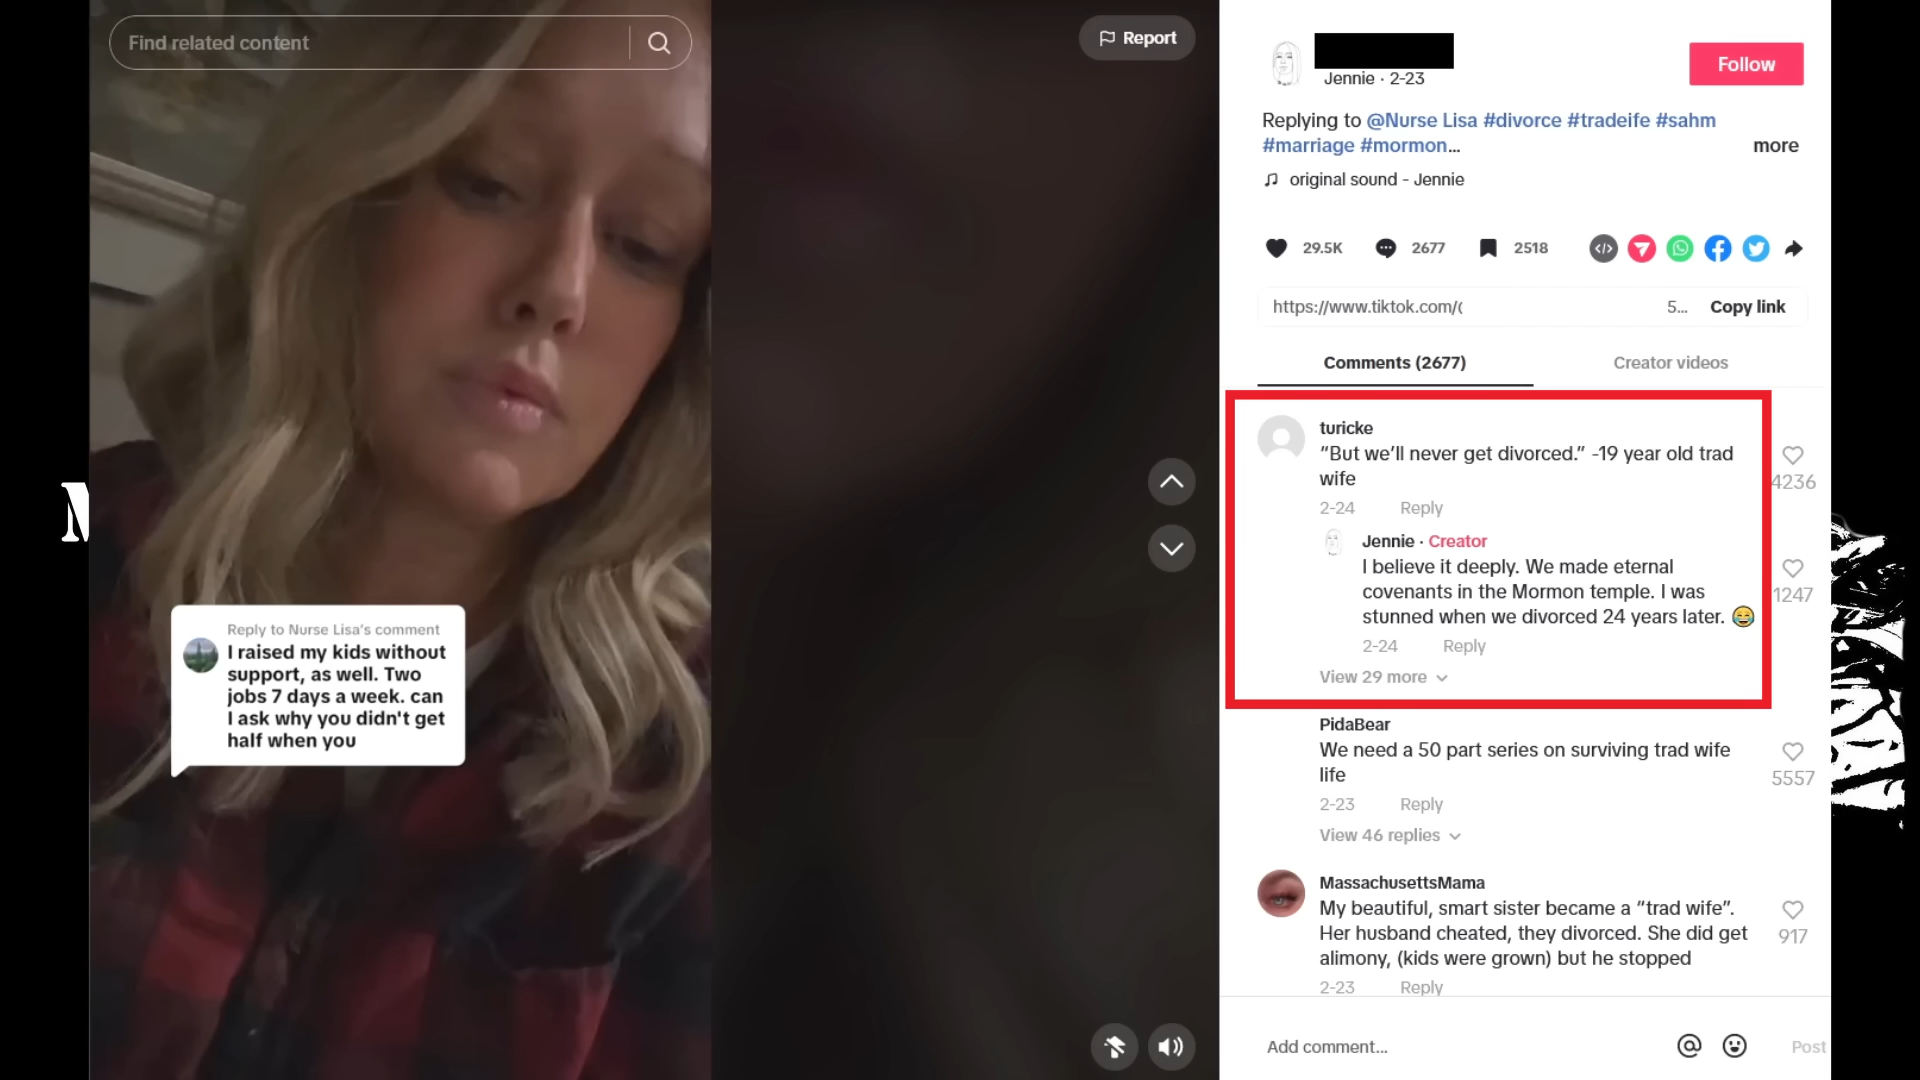 Find related content
Report
Reply to Nurse Lisa's comment
I raised my kids without
support, as well. Two
jobs 7 days a week. can
I ask why you didn't get
half when you
Jennie · 2-23
Follow
Replying to @Nurse Lisa #divorce #tradeife #sahm
#marriage #mormon...
more
original sound - Jennie
29.5K
2677
2518
https://www.tiktok.com/(
5...
Copy link
Comments (2677)
Creator videos
turicke
“But we’ll never get divorced.” -19 year old trad
wife
4236
2-24 Reply
Jennie · Creator
I believe it deeply. We made eternal
covenants in the Mormon temple. I was
stunned when we divorced 24 years later. 😂
1247
2-24 Reply
View 29 more
PidaBear
We need a 50 part series on surviving trad wife
life
5557
2-23 Reply
View 46 replies
MassachusettsMama
My beautiful, smart sister became a “trad wife”.
Her husband cheated, they divorced. She did get
alimony, (kids were grown) but he stopped
917
2-23 Reply
Add comment...
Post